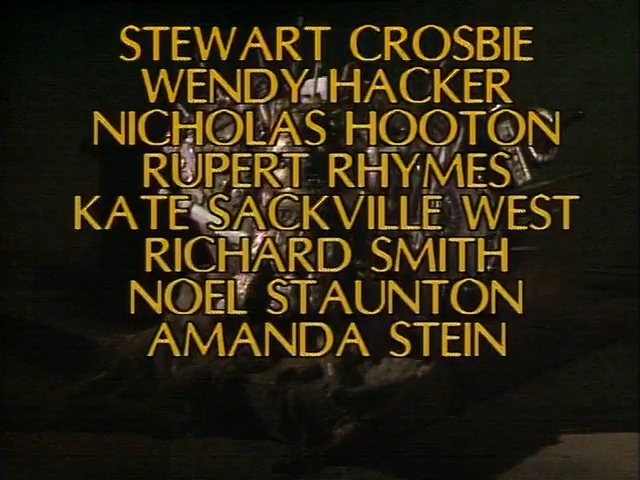 STEWART CROSBIE
WENDY HACKER
NICHOLAS HOOTON
RUPERT RHYMES
KATE SACKVILLE WEST
RICHARD SMITH
NOEL STAUNTON
AMANDA STEIN